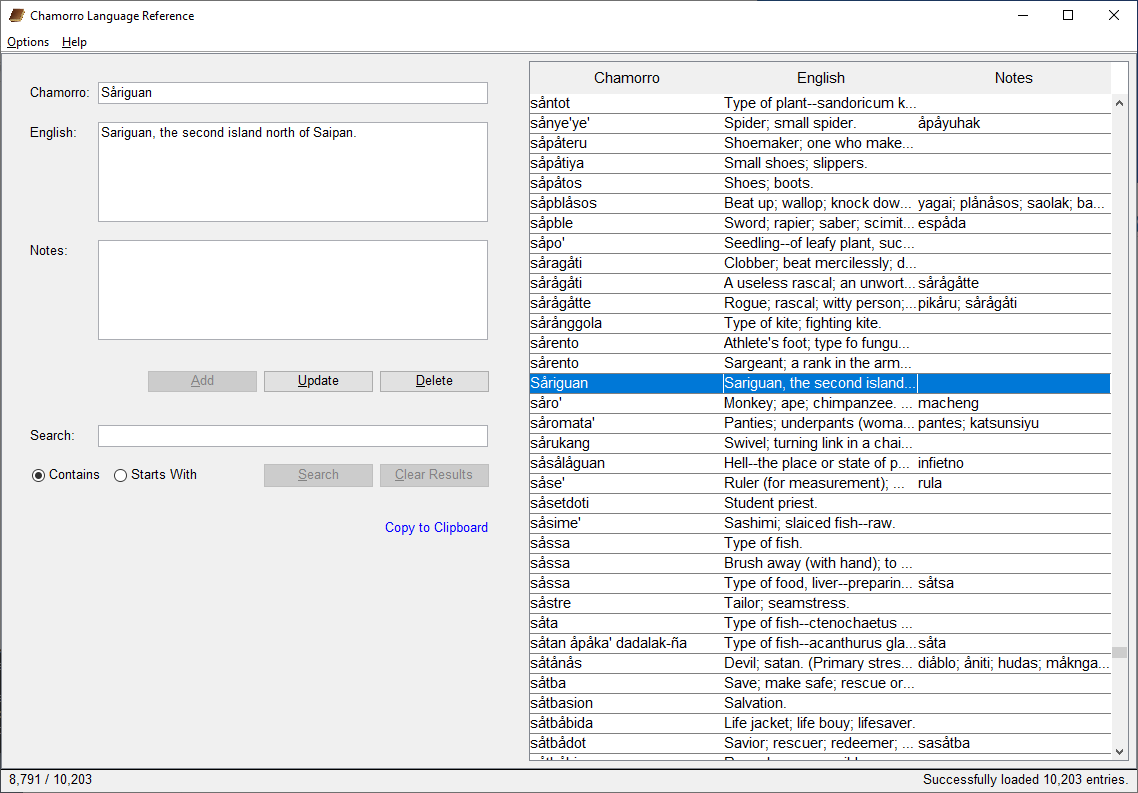 Chamorro Language Reference
Options Help
Chamorro: Såriguan
English: Sariguan, the second island north of Saipan.
Notes:
Add Update Delete
Search:
Contains Starts With Search Clear Results
Copy to Clipboard
Chamorro English Notes
såntot Type of plant--sandoricum k...
sånye'ye' Spider; small spider. åpåyuhak
såpåteru Shoemaker; one who make...
såpåtiya Small shoes; slippers.
såpåtos Shoes; boots.
såpblåsos Beat up; wallop; knock dow... yagai; plånåsos; saolak; ba...
såpble Sword; rapier; saber; scimit... espåda
såpo' Seedling--of leafy plant, suc...
såragåti Clobber; beat mercilessly; d...
sårågåti A useless rascal; an unwort... sårågåtte
sårågåtte Rogue; rascal; witty person;... pikåru; sårågåti
sårånggola Type of kite; fighting kite.
sårento Athlete's foot; type fo fungu...
sårento Sargeant; a rank in the arm...
Såriguan Sariguan, the second island...
såro' Monkey; ape; chimpanzee. ... macheng
såromata' Panties; underpants (woma... pantes; katsunsiyu
sårukang Swivel; turning link in a chai...
såsålåguan Hell--the place or state of p... infietno
såse' Ruler (for measurement); ... rula
såsetdoti Student priest.
såsime' Sashimi; slaiced fish--raw.
såssa Type of fish.
såssa Brush away (with hand); to ...
såssa Type of food, liver--preparin... såtsa
såstre Tailor; seamstress.
såta Type of fish--ctenochaetus ...
såtan åpåka' dadalak-ña Type of fish--acanthurus gla... såta
såtånås Devil; satan. (Primary stres... diåblo; åniti; hudas; måknga...
såtba Save; make safe; rescue or...
såtbasion Salvation.
såtbåbida Life jacket; life bouy; lifesaver.
såtbådot Savior; rescuer; redeemer; ... sasåtba
8,791 / 10,203 Successfully loaded 10,203 entries.